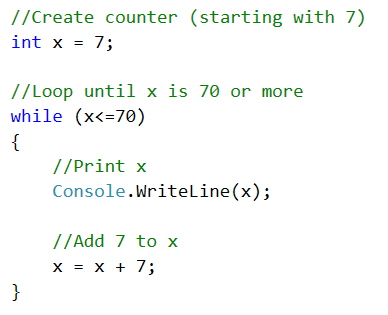 //Create counter (starting with 7)
int x = 7;

//Loop until x is 70 or more
while (x<=70)
{
    //Print x
    Console.WriteLine(x);

    //Add 7 to x
    x = x + 7;
}